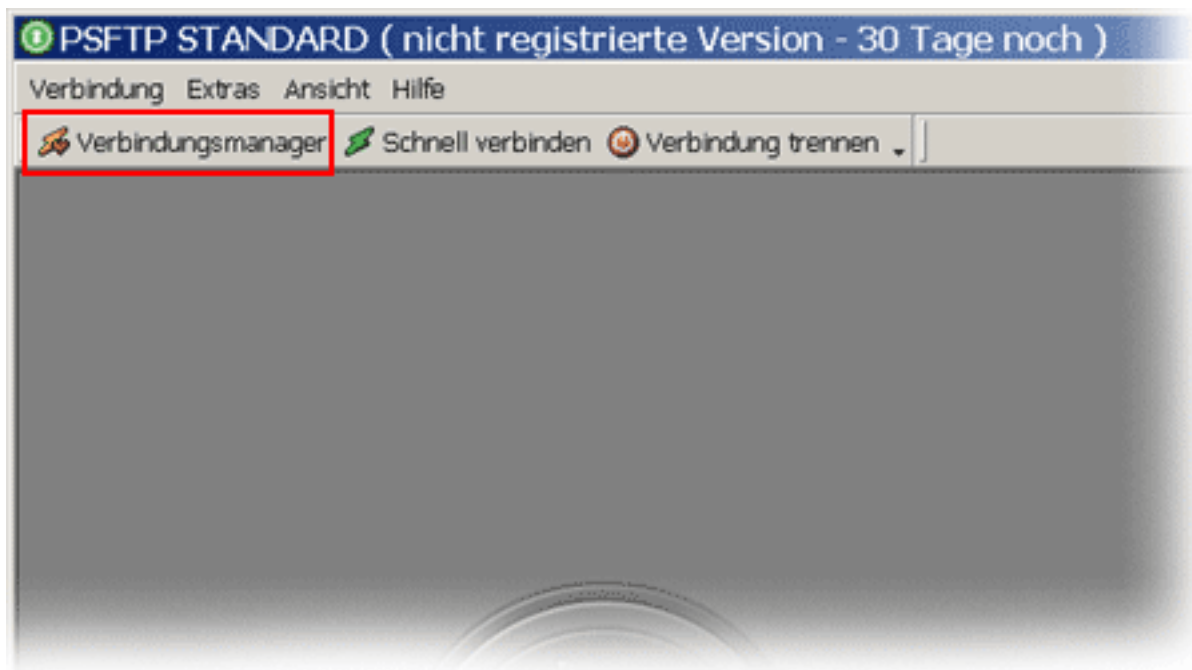 PSFTP STANDARD ( nicht registrierte Version - 30 Tage noch )
Verbindung Extras Ansicht Hilfe
Verbindungsmanager Schnell verbinden Verbindung trennen